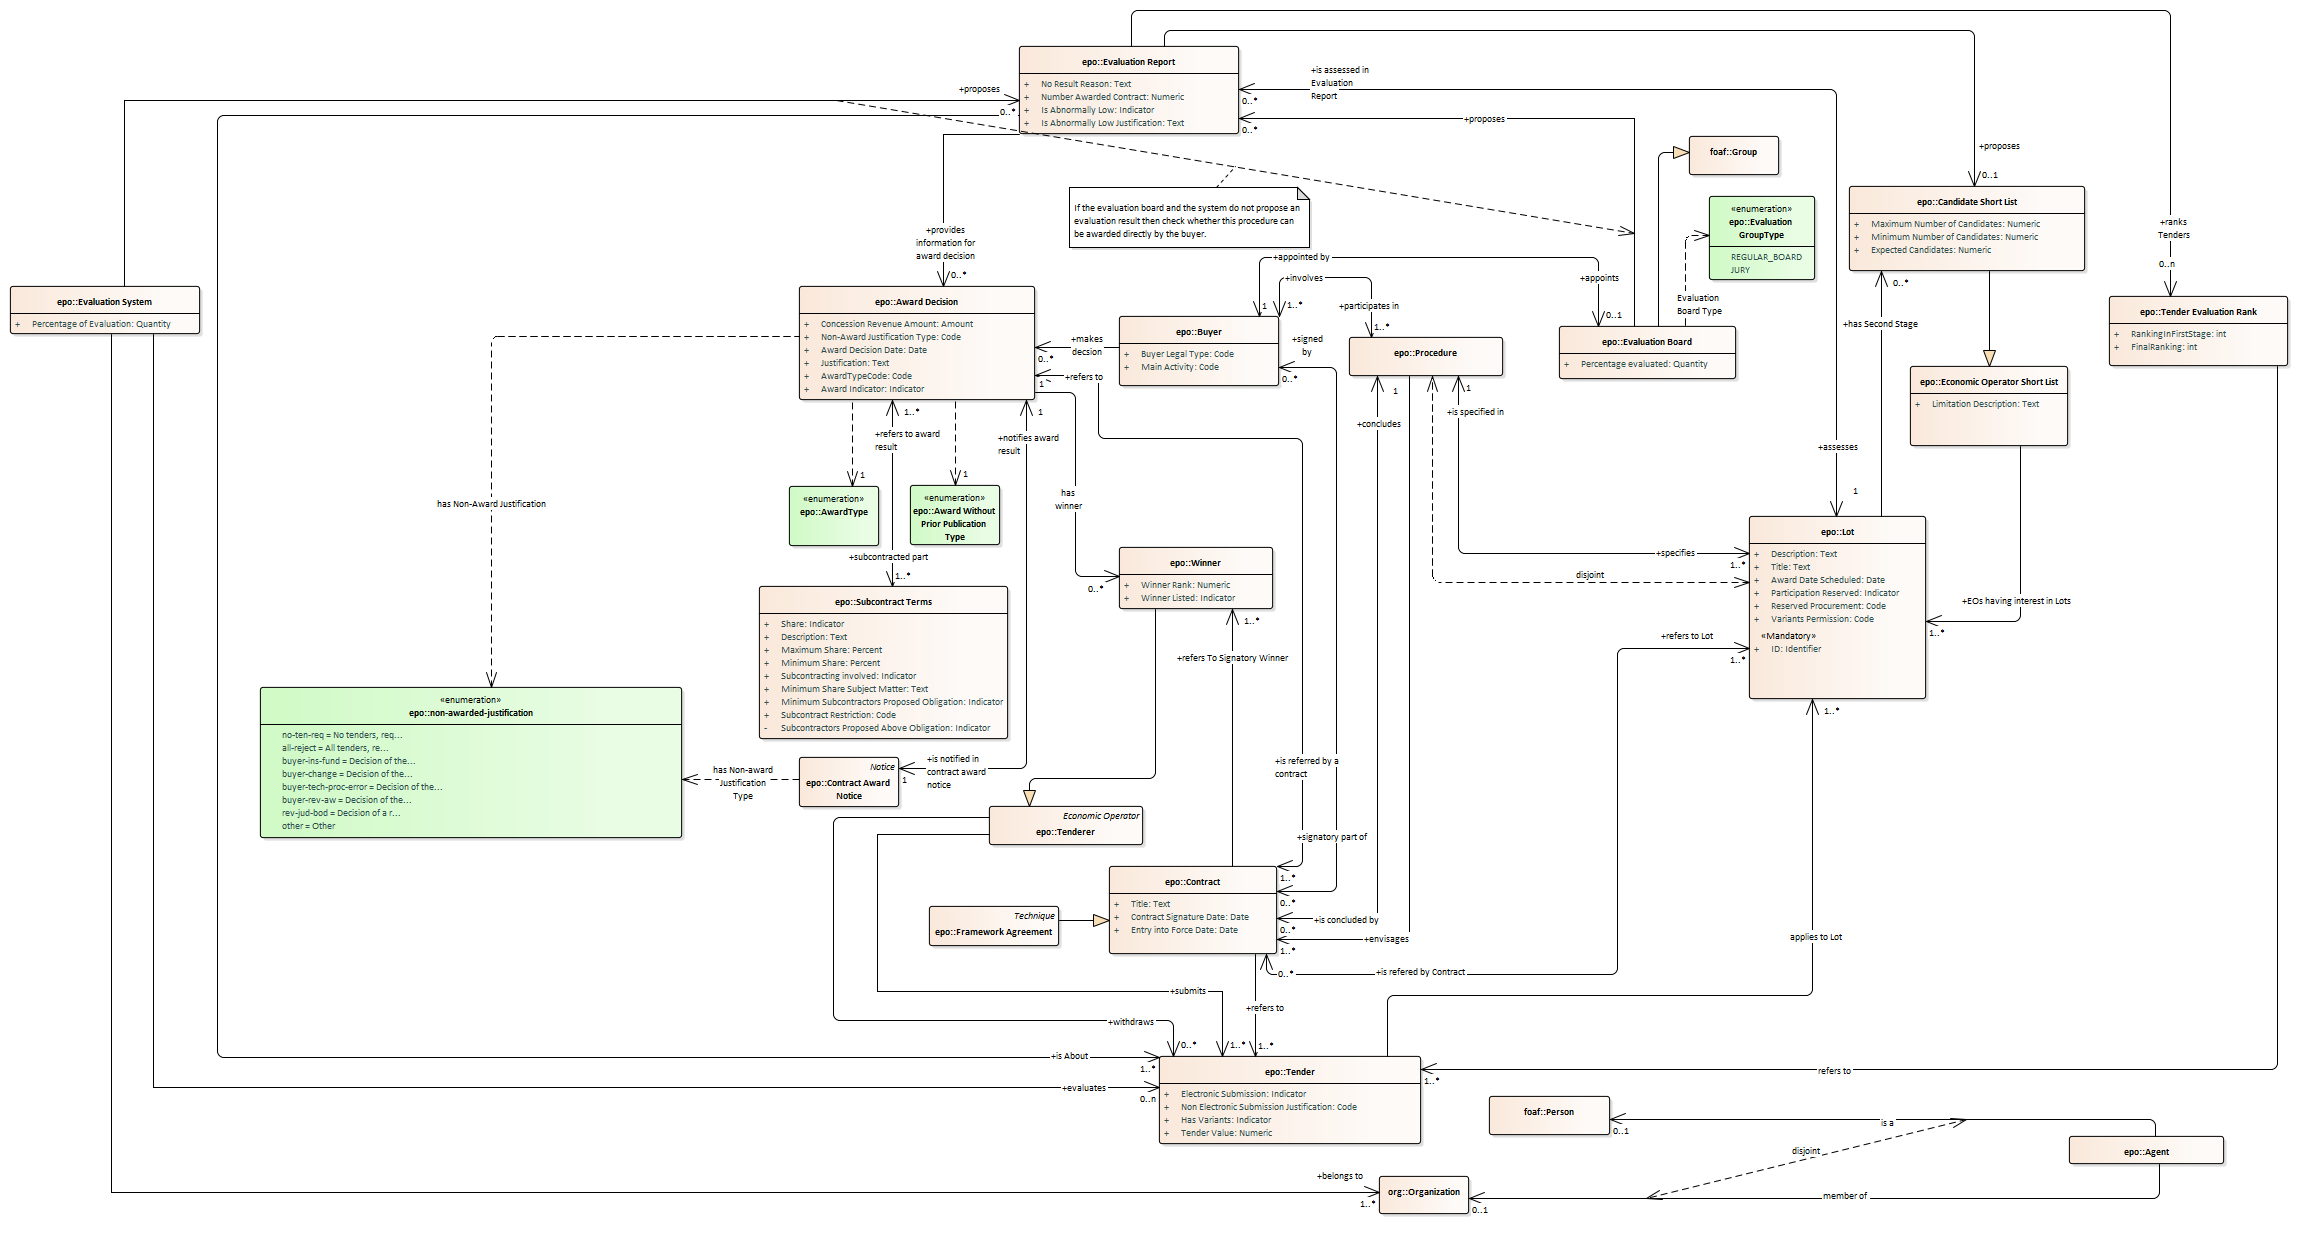 epo::Evaluation Report
+ No Result Reason: Text
+ Number Awarded Contract: Numeric
+ Is Abnormally Low: Indicator
+ Is Abnormally Low Justification: Text
+proposes
0..*
+is assessed in
Evaluation
Report
0..*
+proposes
0..*
foaf::Group
+proposes
0..1
«enumeration»
epo::Evaluation
GroupType
REGULAR_BOARD
JURY
epo::Candidate Short List
+ Maximum Number of Candidates: Numeric
+ Minimum Number of Candidates: Numeric
+ Expected Candidates: Numeric
+ranks
Tenders
0..n
If the evaluation board and the system do not propose an
evaluation result then check whether this procedure can
be awarded directly by the buyer.
+provides
information for
award decision
0..*
+appointed by
+appoints
+involves
+participates in
1
1..*
1..*
0..1
Evaluation
Board Type
0..*
+has Second Stage
epo::Evaluation System
+ Percentage of Evaluation: Quantity
epo::Award Decision
+ Concession Revenue Amount: Amount
+ Non-Award Justification Type: Code
+ Award Decision Date: Date
+ Justification: Text
+ AwardTypeCode: Code
+ Award Indicator: Indicator
+makes
decsion
0..*
+refers to
1
epo::Buyer
+ Buyer Legal Type: Code
+ Main Activity: Code
+signed
by
0..*
epo::Procedure
epo::Evaluation Board
+ Percentage evaluated: Quantity
epo::Tender Evaluation Rank
+ RankingInFirstStage: int
+ FinalRanking: int
epo::Economic Operator Short List
+ Limitation Description: Text
1
+concludes
1
+is specified in
1..*
+refers to award
result
1
+notifies award
result
+assesses
1
1
1
has Non-Award Justification
«enumeration»
epo::AwardType
«enumeration»
epo::Award Without
Prior Publication
Type
has
winner
+subcontracted part
1..*
0..*
epo::Winner
+ Winner Rank: Numeric
+ Winner Listed: Indicator
1..*
+refers To Signatory Winner
+specifies
1..*
disjoint
epo::Lot
+ Description: Text
+ Title: Text
+ Award Date Scheduled: Date
+ Participation Reserved: Indicator
+ Reserved Procurement: Code
+ Variants Permission: Code
«Mandatory»
+ ID: Identifier
+EOs having interest in Lots
1..*
+refers to Lot
1..*
1..*
epo::Subcontract Terms
+ Share: Indicator
+ Description: Text
+ Maximum Share: Percent
+ Minimum Share: Percent
+ Subcontracting involved: Indicator
+ Minimum Share Subject Matter: Text
+ Minimum Subcontractors Proposed Obligation: Indicator
+ Subcontract Restriction: Code
- Subcontractors Proposed Above Obligation: Indicator
«enumeration»
epo::non-awarded-justification
no-ten-req = No tenders, req...
all-reject = All tenders, re...
buyer-ins-fund = Decision of the...
buyer-change = Decision of the...
buyer-tech-proc-error = Decision of the...
buyer-rev-aw = Decision of the...
rev-jud-bod = Decision of a r...
other = Other
has Non-award
Justification
Type
Notice
epo::Contract Award
Notice
1
+is notified in
contract award
notice
+is referred by a
contract
Economic Operator
epo::Tenderer
+signatory part of
1..*
epo::Contract
+ Title: Text
+ Contract Signature Date: Date
+ Entry into Force Date: Date
0..*
+is concluded by
0..*
+envisages
1..*
Technique
epo::Framework Agreement
0..*
+is refered by Contract
applies to Lot
+submits
+refers to
+withdraws
0..*
1..*
1..*
+is About
1..*
+evaluates
0..n
epo::Tender
+ Electronic Submission: Indicator
+ Non Electronic Submission Justification: Code
+ Has Variants: Indicator
+ Tender Value: Numeric
1..*
refers to
foaf::Person
0..1
is a
disjoint
epo::Agent
+belongs to
1..*
org::Organization
0..1
member of